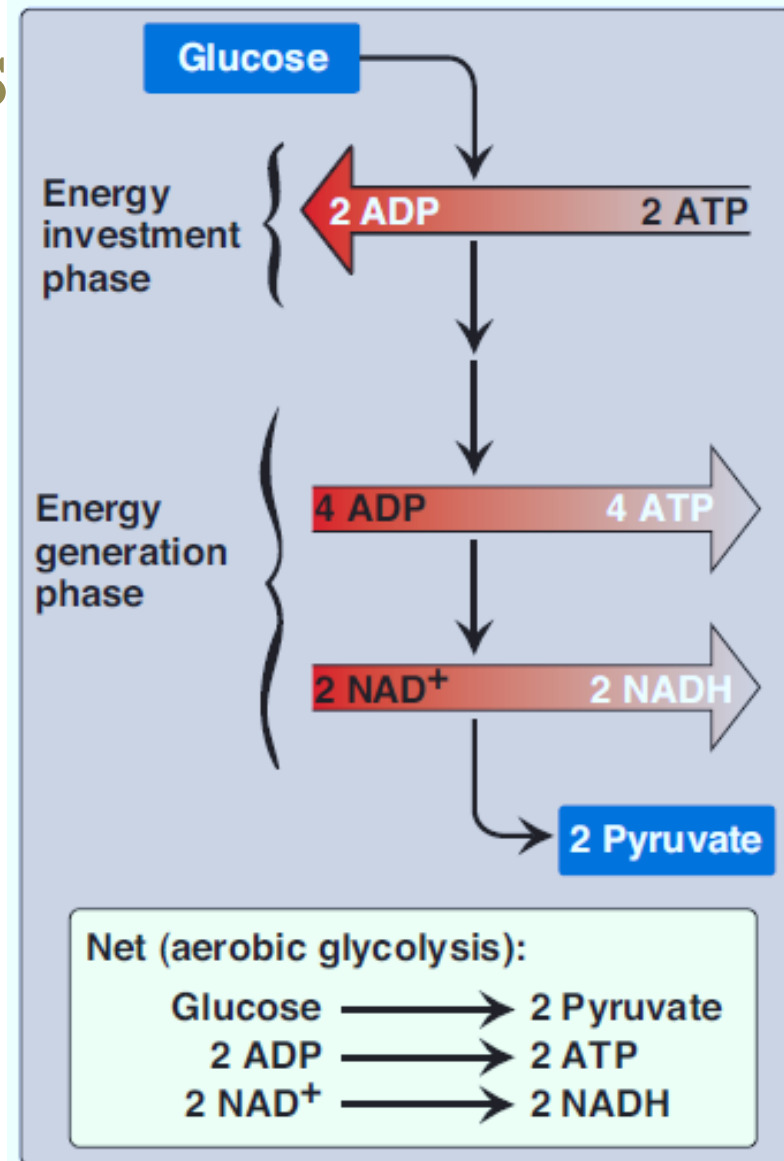 S
Glucose
Energy
investment
phase
2 ADP 2 ATP
Energy
generation
phase
4 ADP 4 ATP
2 NAD⁺ 2 NADH
2 Pyruvate
Net (aerobic glycolysis):
Glucose → 2 Pyruvate
2 ADP → 2 ATP
2 NAD⁺ → 2 NADH